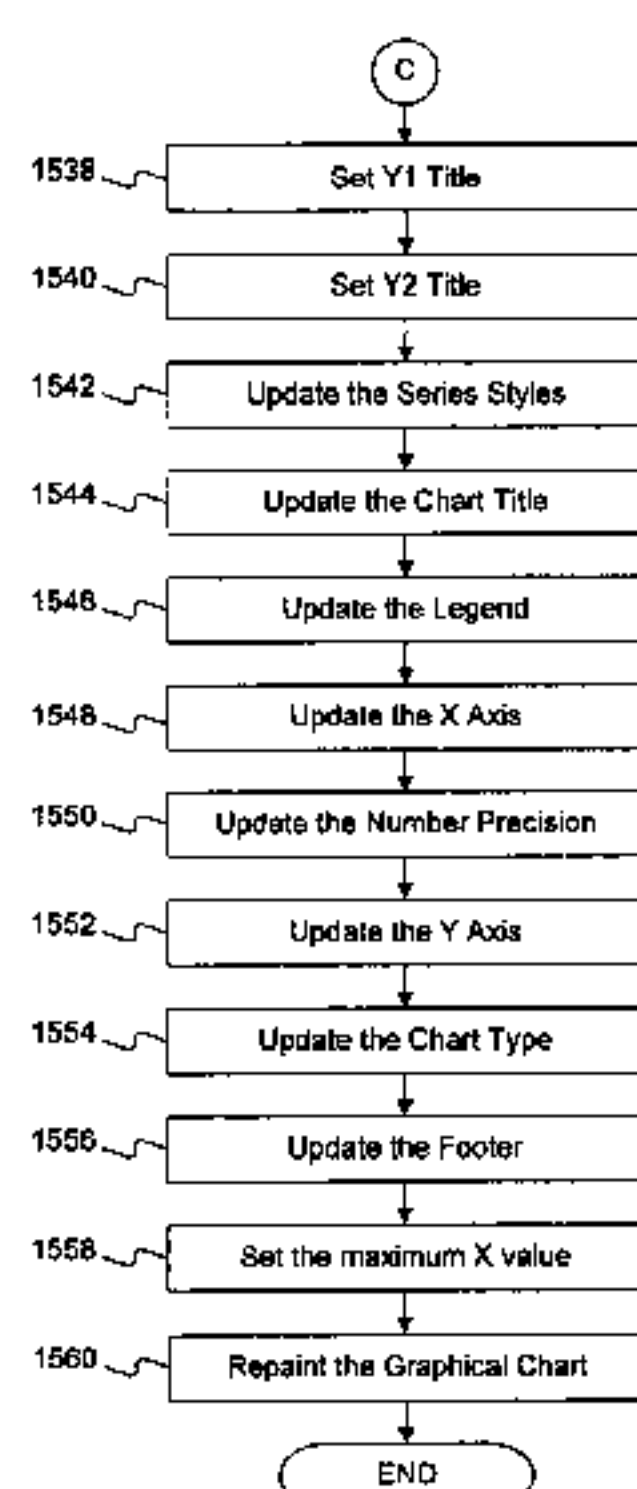 C
1538 Set Y1 Title
1540 Set Y2 Title
1542 Update the Series Styles
1544 Update the Chart Title
1546 Update the Legend
1548 Update the X Axis
1550 Update the Number Precision
1552 Update the Y Axis
1554 Update the Chart Type
1556 Update the Footer
1558 Set the maximum X value
1560 Repaint the Graphical Chart
END